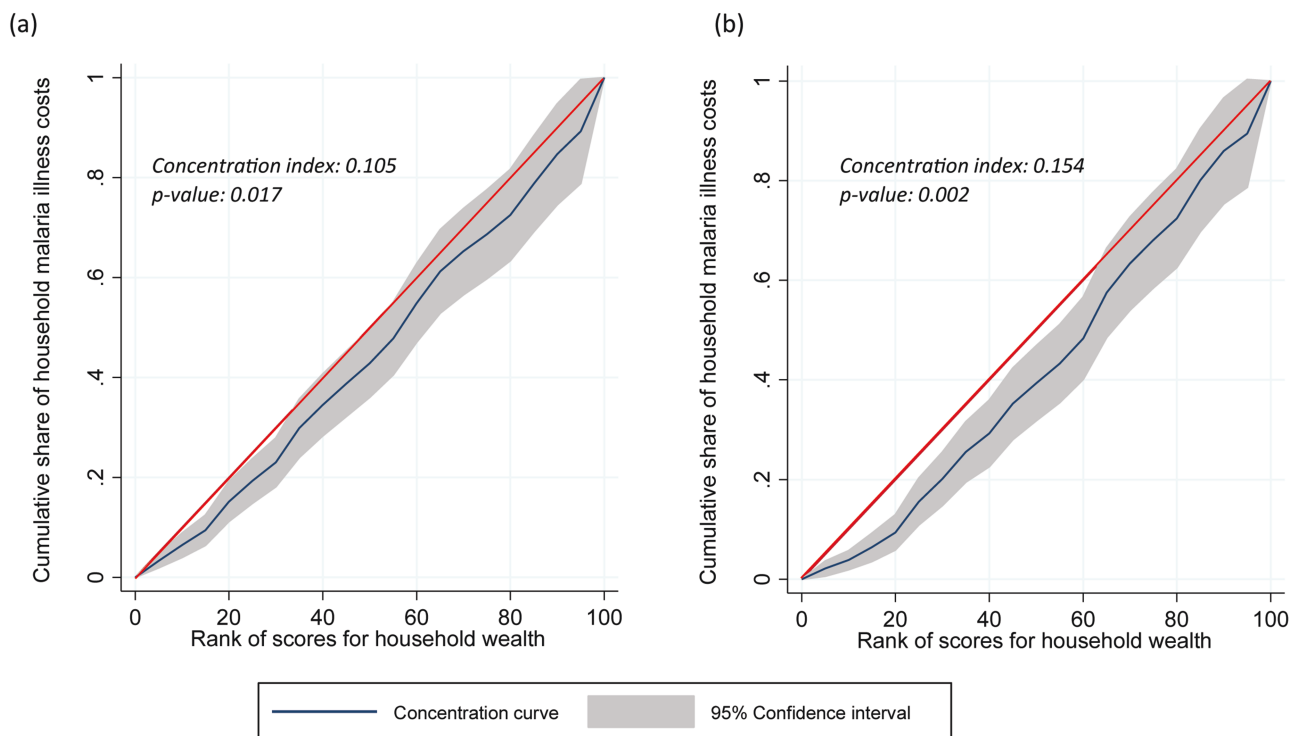 (a)
Cumulative share of household malaria illness costs
1
.8
.6
.4
.2
0
Concentration index: 0.105
p-value: 0.017
0 20 40 60 80 100
Rank of scores for household wealth
(b)
Cumulative share of household malaria illness costs
1
.8
.6
.4
.2
0
Concentration index: 0.154
p-value: 0.002
0 20 40 60 80 100
Rank of scores for household wealth
Concentration curve 95% Confidence interval